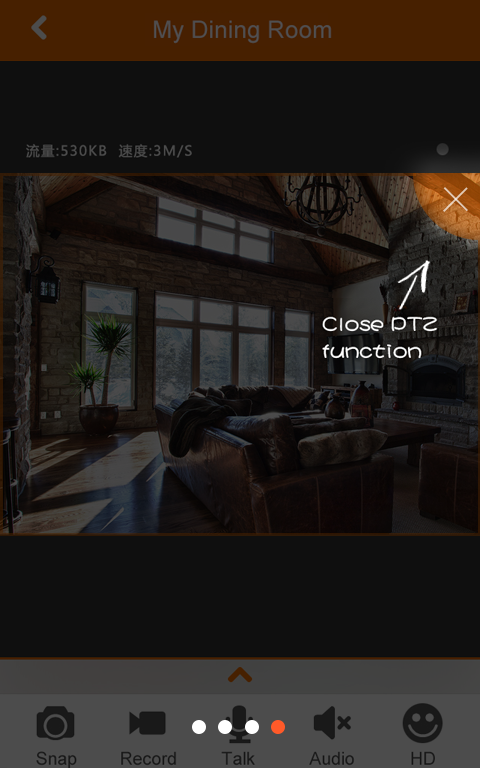 My Dining Room
流量:530KB 速度:3M/S
Close PTZ
function
Snap Record Talk Audio HD